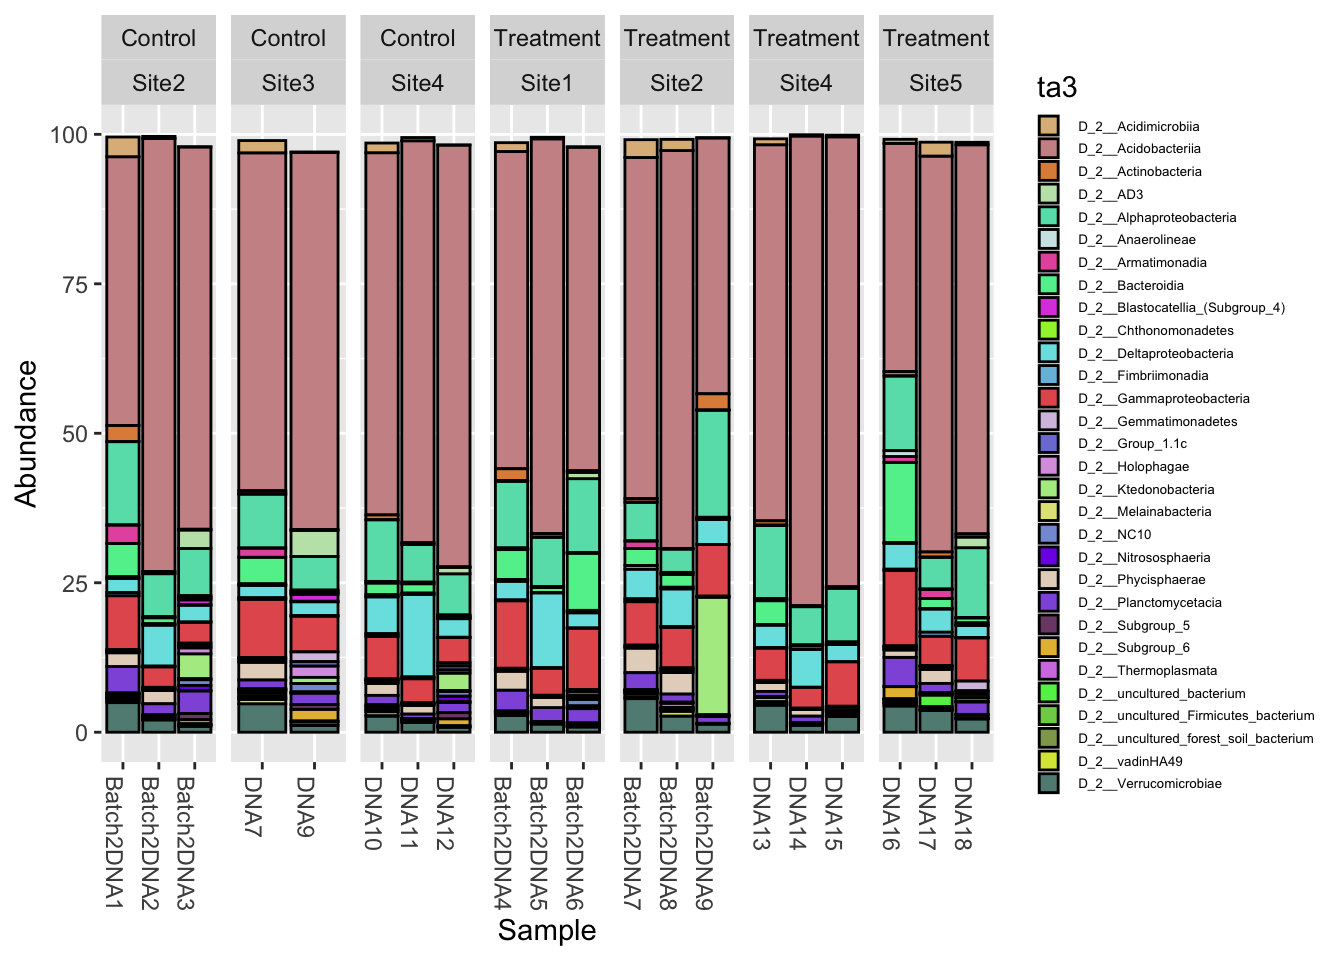 Control Control Control Treatment Treatment Treatment Treatment
Site2 Site3 Site4 Site1 Site2 Site4 Site5
100
75
50
25
0
Abundance
Batch2DNA1
Batch2DNA2
Batch2DNA3
DNA7
DNA9
DNA10
DNA11
DNA12
Batch2DNA4
Batch2DNA5
Batch2DNA6
Batch2DNA7
Batch2DNA8
Batch2DNA9
DNA13
DNA14
DNA15
DNA16
DNA17
DNA18
Sample
ta3
D_2__Acidimicrobiia
D_2__Acidobacteriia
D_2__Actinobacteria
D_2__AD3
D_2__Alphaproteobacteria
D_2__Anaerolineae
D_2__Armatimonadia
D_2__Bacteroidia
D_2__Blastocatellia_(Subgroup_4)
D_2__Chthonomonadetes
D_2__Deltaproteobacteria
D_2__Fimbriimonadia
D_2__Gammaproteobacteria
D_2__Gemmatimonadetes
D_2__Group_1.1c
D_2__Holophagae
D_2__Ktedonobacteria
D_2__Melainabacteria
D_2__NC10
D_2__Nitrososphaeria
D_2__Phycisphaerae
D_2__Planctomycetacia
D_2__Subgroup_5
D_2__Subgroup_6
D_2__Thermoplasmata
D_2__uncultured_bacterium
D_2__uncultured_Firmicutes_bacterium
D_2__uncultured_forest_soil_bacterium
D_2__vadinHA49
D_2__Verrucomicrobiae